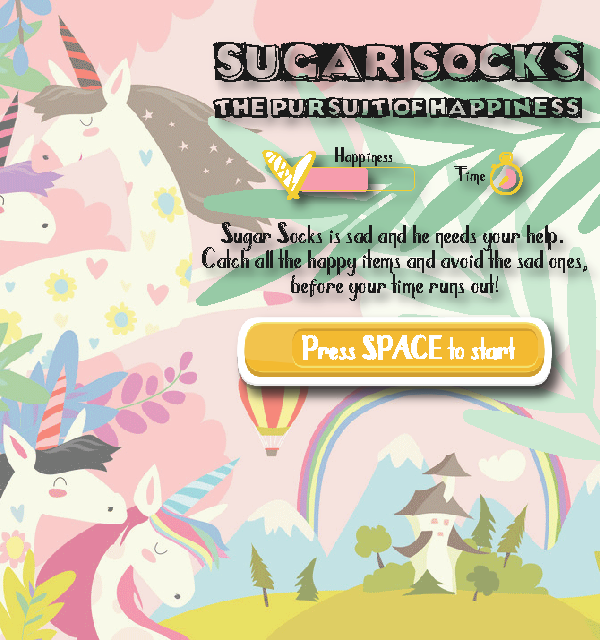 SUGAR SOCKS
THE PURSUIT OF HAPPINESS
Happiness
Time
Sugar Socks is sad and he needs your help.
Catch all the happy items and avoid the sad ones,
before your time runs out!
Press SPACE to start